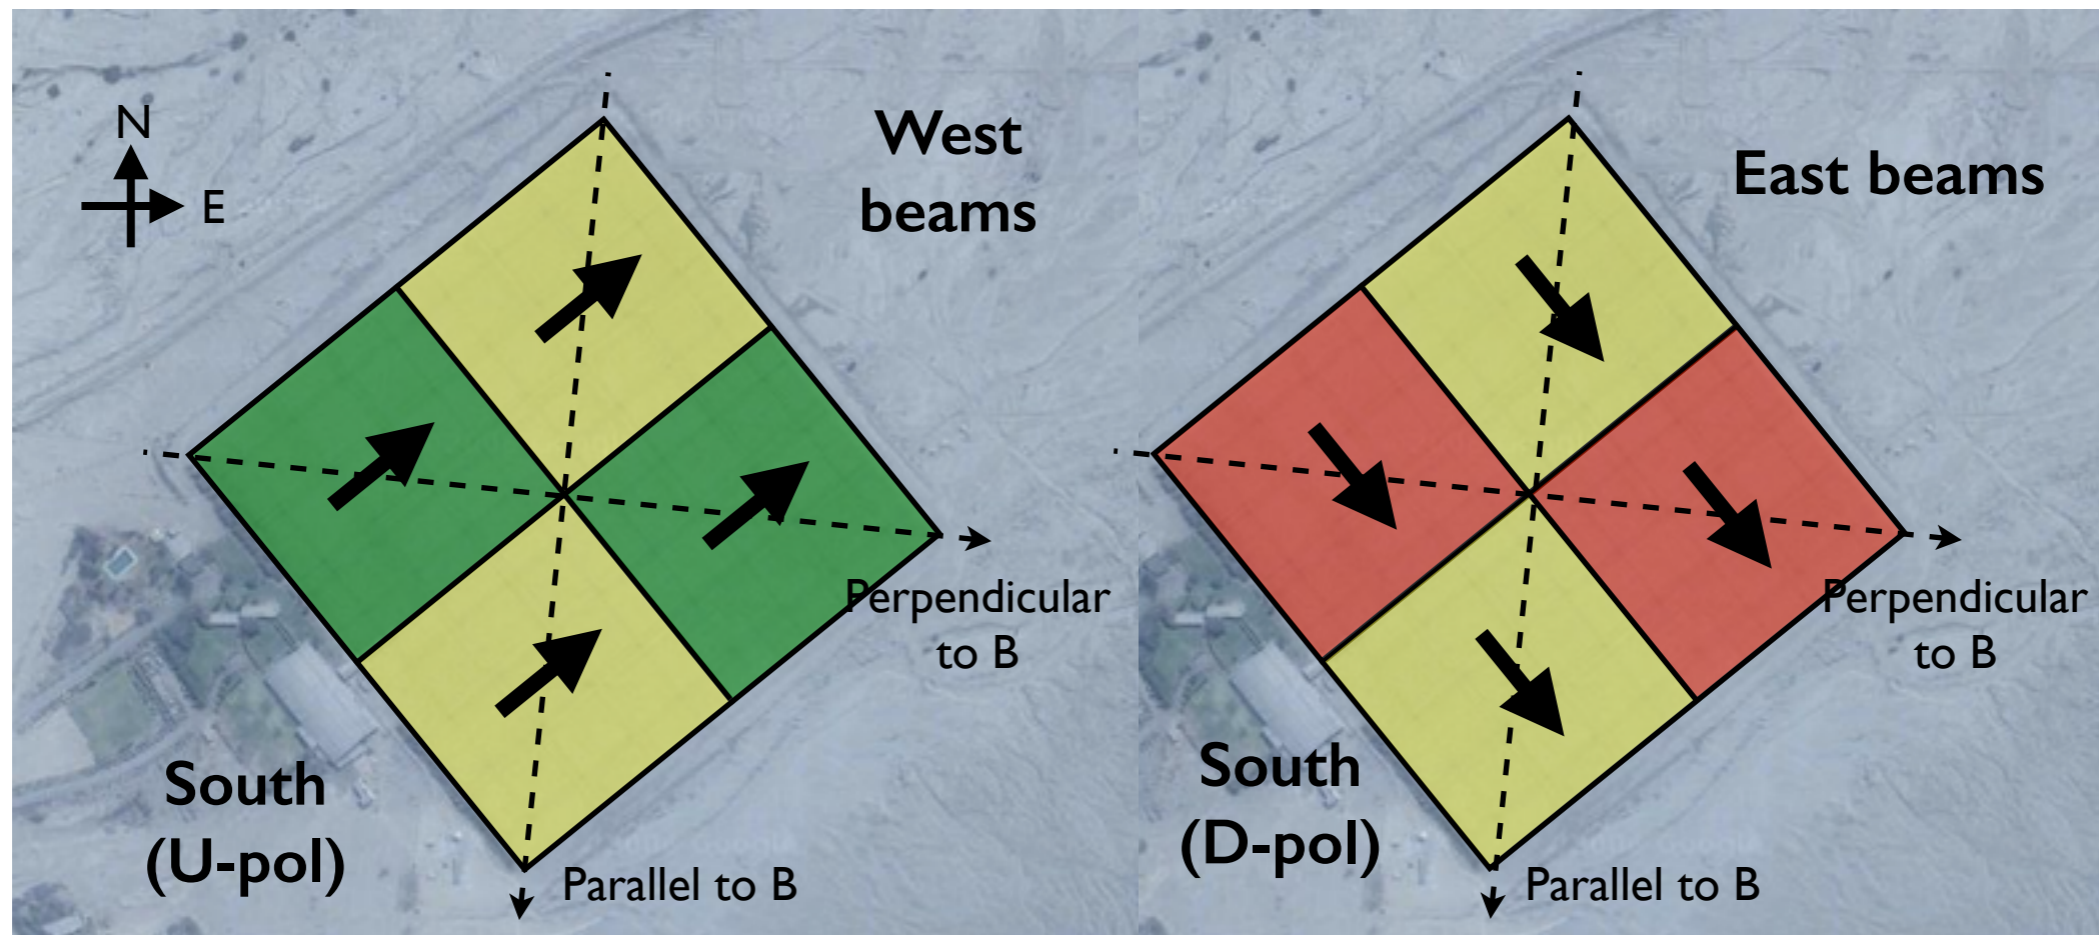 N
E
West
beams
Perpendicular
to B
South
(U-pol)
Parallel to B
East beams
Perpendicular
to B
South
(D-pol)
Parallel to B